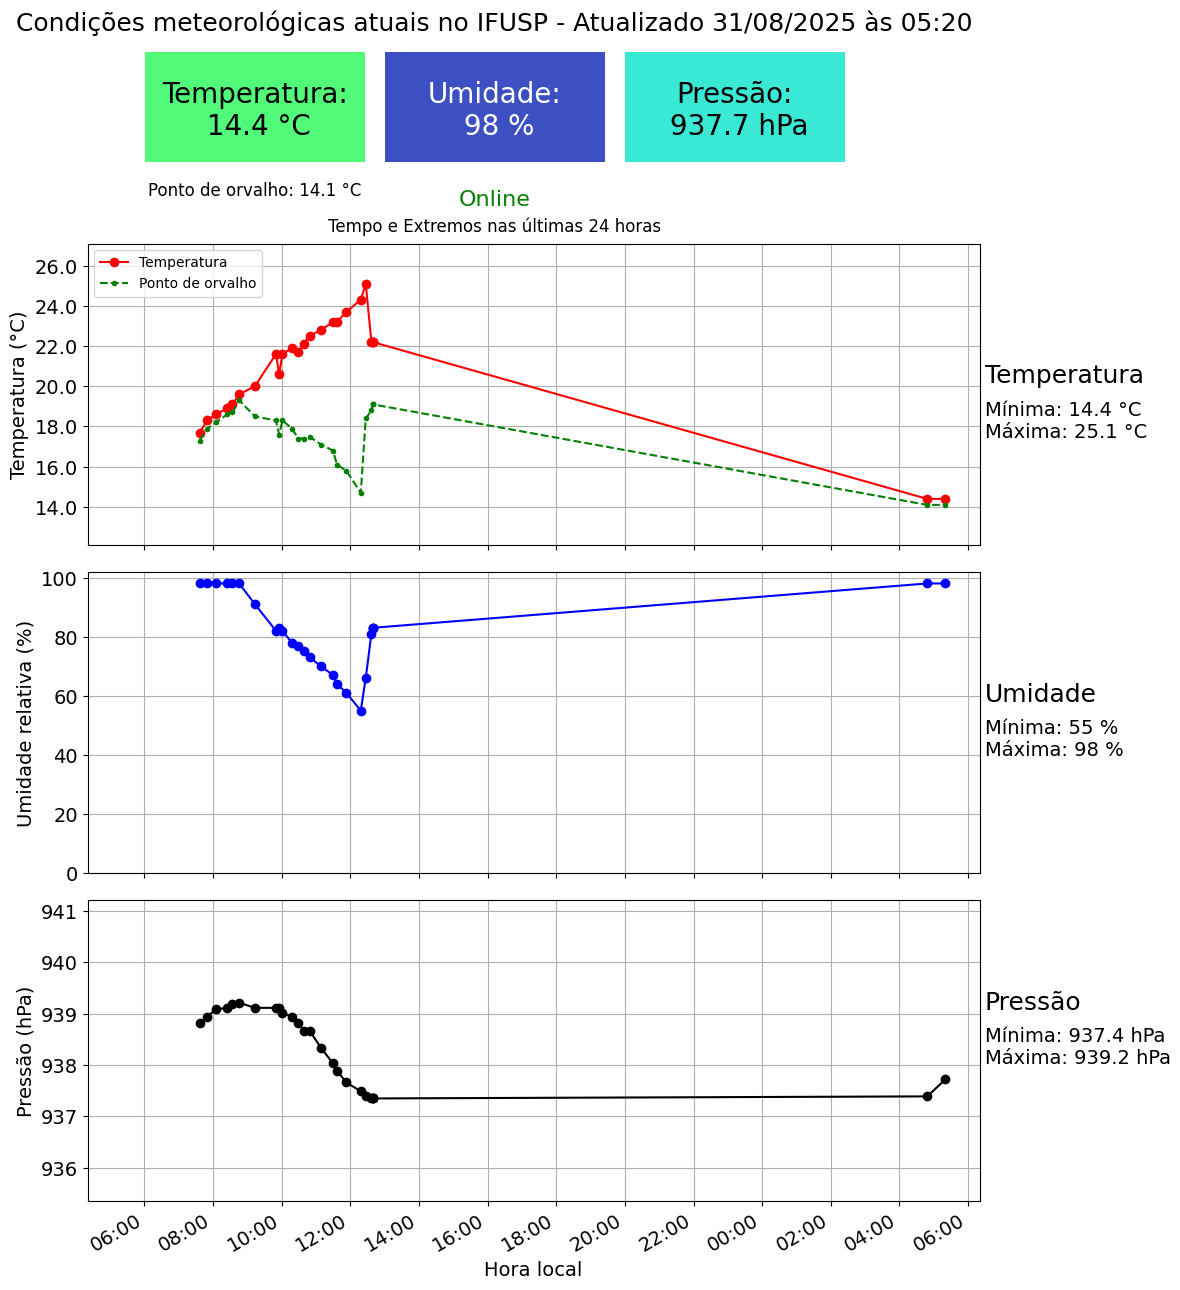 Condições meteorológicas atuais no IFUSP - Atualizado 31/08/2025 às 05:20
Temperatura:
14.4 °C
Umidade:
98 %
Pressão:
937.7 hPa
Ponto de orvalho: 14.1 °C
Online
Tempo e Extremos nas últimas 24 horas
Temperatura
Ponto de orvalho
Temperatura (°C)
26.0
24.0
22.0
20.0
18.0
16.0
14.0
Temperatura
Mínima: 14.4 °C
Máxima: 25.1 °C
Umidade relativa (%)
100
80
60
40
20
0
Umidade
Mínima: 55 %
Máxima: 98 %
Pressão (hPa)
941
940
939
938
937
936
Pressão
Mínima: 937.4 hPa
Máxima: 939.2 hPa
06:00 08:00 10:00 12:00 14:00 16:00 18:00 20:00 22:00 00:00 02:00 04:00 06:00
Hora local